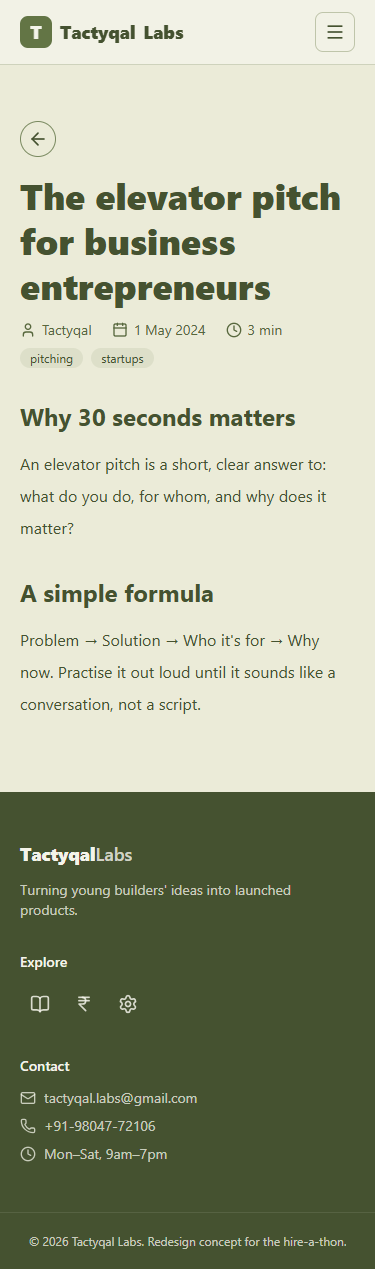 T Tactyqal Labs
The elevator pitch
for business
entrepreneurs
Tactyqal 1 May 2024 3 min
pitching startups
Why 30 seconds matters
An elevator pitch is a short, clear answer to:
what do you do, for whom, and why does it
matter?
A simple formula
Problem → Solution → Who it's for → Why
now. Practise it out loud until it sounds like a
conversation, not a script.
TactyqalLabs
Turning young builders' ideas into launched
products.
Explore
₹
Contact
tactyqal.labs@gmail.com
+91-98047-72106
Mon–Sat, 9am–7pm
© 2026 Tactyqal Labs. Redesign concept for the hire-a-thon.